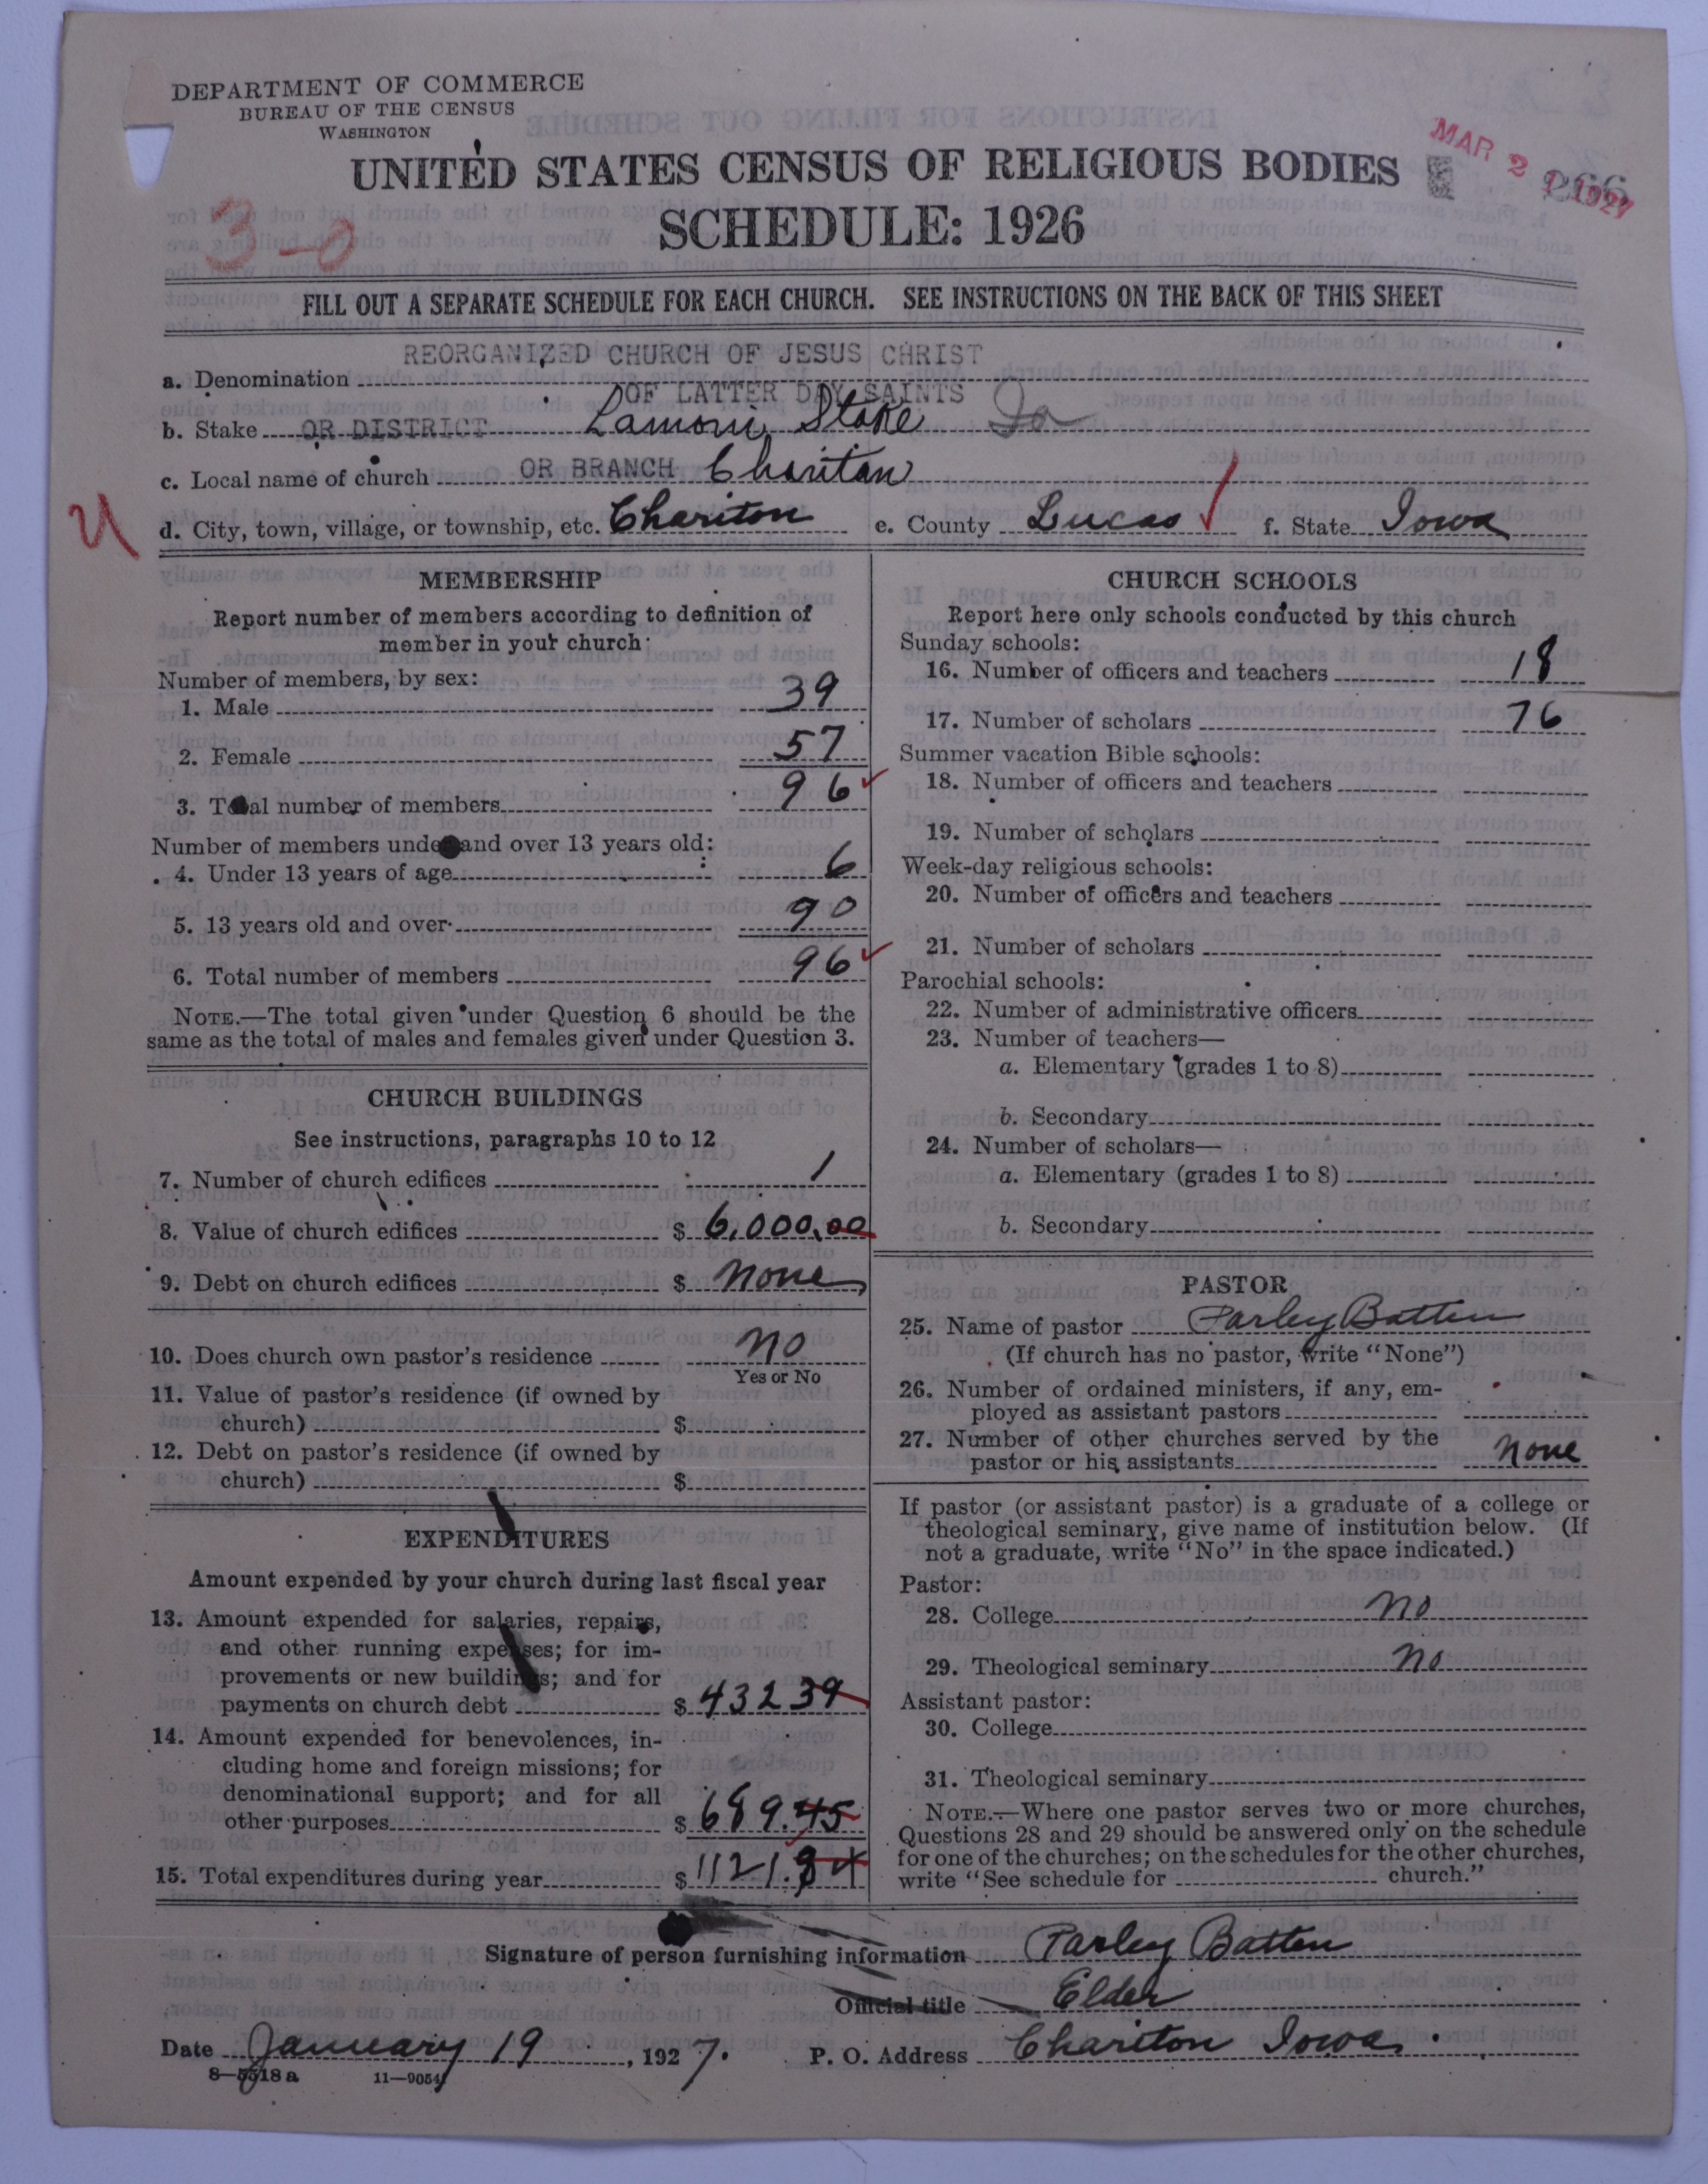 DEPARTMENT OF COMMERCE
BUREAU OF THE CENSUS
WASHINGTON
UNITED STATES CENSUS OF RELIGIOUS BODIES
MAR 21 1927
266
SCHEDULE: 1926
3-0
FILL OUT A SEPARATE SCHEDULE FOR EACH CHURCH. SEE INSTRUCTIONS ON THE BACK OF THIS SHEET
REORGANIZED CHURCH OF JESUS CHRIST
a. Denomination
OF LATTER DAY SAINTS
b. Stake OR DISTRICT Lamoni Stake Ia
c. Local name of church OR BRANCH Chariton
d. City, town, village, or township, etc. Chariton e. County Lucas f. State Iowa
MEMBERSHIP
Report number of members according to definition of
member in your church
Number of members, by sex:
1. Male 39
2. Female 57
3. Total number of members 96
Number of members under and over 13 years old:
4. Under 13 years of age 6
5. 13 years old and over 90
6. Total number of members 96
NOTE.—The total given under Question 6 should be the
same as the total of males and females given under Question 3.
CHURCH BUILDINGS
See instructions, paragraphs 10 to 12
7. Number of church edifices 1
8. Value of church edifices $ 6,000,00
9. Debt on church edifices $ none
10. Does church own pastor's residence no
Yes or No
11. Value of pastor's residence (if owned by
church) $
12. Debt on pastor's residence (if owned by
church) $
EXPENDITURES
Amount expended by your church during last fiscal year
13. Amount expended for salaries, repairs,
and other running expenses; for im-
provements or new buildings; and for
payments on church debt $ 432 39
14. Amount expended for benevolences, in-
cluding home and foreign missions; for
denominational support; and for all
other purposes $ 689.45
15. Total expenditures during year $ 1121.84
CHURCH SCHOOLS
Report here only schools conducted by this church
Sunday schools:
16. Number of officers and teachers 18
17. Number of scholars 76
Summer vacation Bible schools:
18. Number of officers and teachers
19. Number of scholars
Week-day religious schools:
20. Number of officers and teachers
21. Number of scholars
Parochial schools:
22. Number of administrative officers
23. Number of teachers—
a. Elementary (grades 1 to 8)
b. Secondary
24. Number of scholars—
a. Elementary (grades 1 to 8)
b. Secondary
PASTOR
25. Name of pastor Parley Batten
(If church has no pastor, write "None")
26. Number of ordained ministers, if any, em-
ployed as assistant pastors
27. Number of other churches served by the
pastor or his assistants none
If pastor (or assistant pastor) is a graduate of a college or
theological seminary, give name of institution below. (If
not a graduate, write "No" in the space indicated.)
Pastor:
28. College no
29. Theological seminary no
Assistant pastor:
30. College
31. Theological seminary
NOTE.—Where one pastor serves two or more churches,
Questions 28 and 29 should be answered only on the schedule
for one of the churches; on the schedules for the other churches,
write "See schedule for church."
Signature of person furnishing information Parley Batten
Official title Elder
Date January 19, 1927. P. O. Address Chariton Iowa
8—5518 a 11—9054